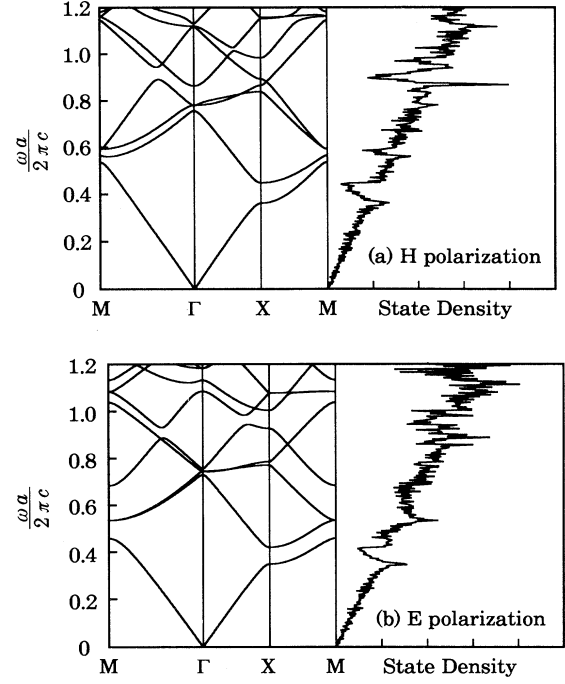 1.2
1.0
0.8
0.6
0.4
0.2
0
ωa
2πc
(a) H polarization
M Γ X M State Density
1.2
1.0
0.8
0.6
0.4
0.2
0
ωa
2πc
(b) E polarization
M Γ X M State Density